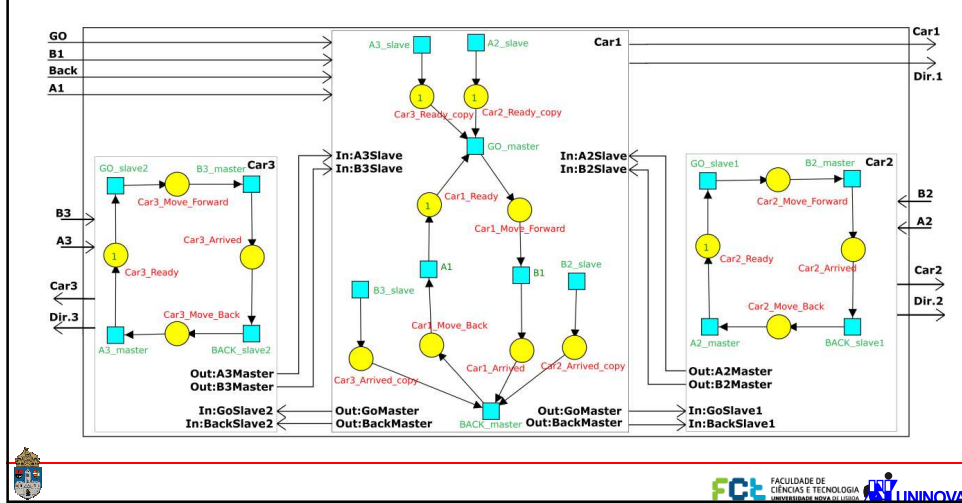 GO
B1
Back
A1
Car1
Dir.1
Car1
A3_slave
A2_slave
1
1
Car3_Ready_copy
Car2_Ready_copy
GO_master
In:A3Slave
In:B3Slave
In:A2Slave
In:B2Slave
1
Car1_Ready
Car1_Move_Forward
A1
B1
B3_slave
B2_slave
Car1_Move_Back
Car1_Arrived
Car3_Arrived_copy
Car2_Arrived_copy
BACK_master
Out:GoMaster
Out:BackMaster
Out:GoMaster
Out:BackMaster
B3
A3
Car3
Dir.3
Car3
GO_slave2
B3_master
Car3_Move_Forward
Car3_Arrived
1
Car3_Ready
Car3_Move_Back
A3_master
BACK_slave2
Out:A3Master
Out:B3Master
In:GoSlave2
In:BackSlave2
Car2
GO_slave1
B2_master
Car2_Move_Forward
1
Car2_Ready
Car2_Arrived
Car2_Move_Back
A2_master
BACK_slave1
Out:A2Master
Out:B2Master
In:GoSlave1
In:BackSlave1
B2
A2
Car2
Dir.2
FCt
FACULDADE DE
CIÊNCIAS E TECNOLOGIA
UNIVERSIDADE NOVA DE LISBOA
UNINOVA